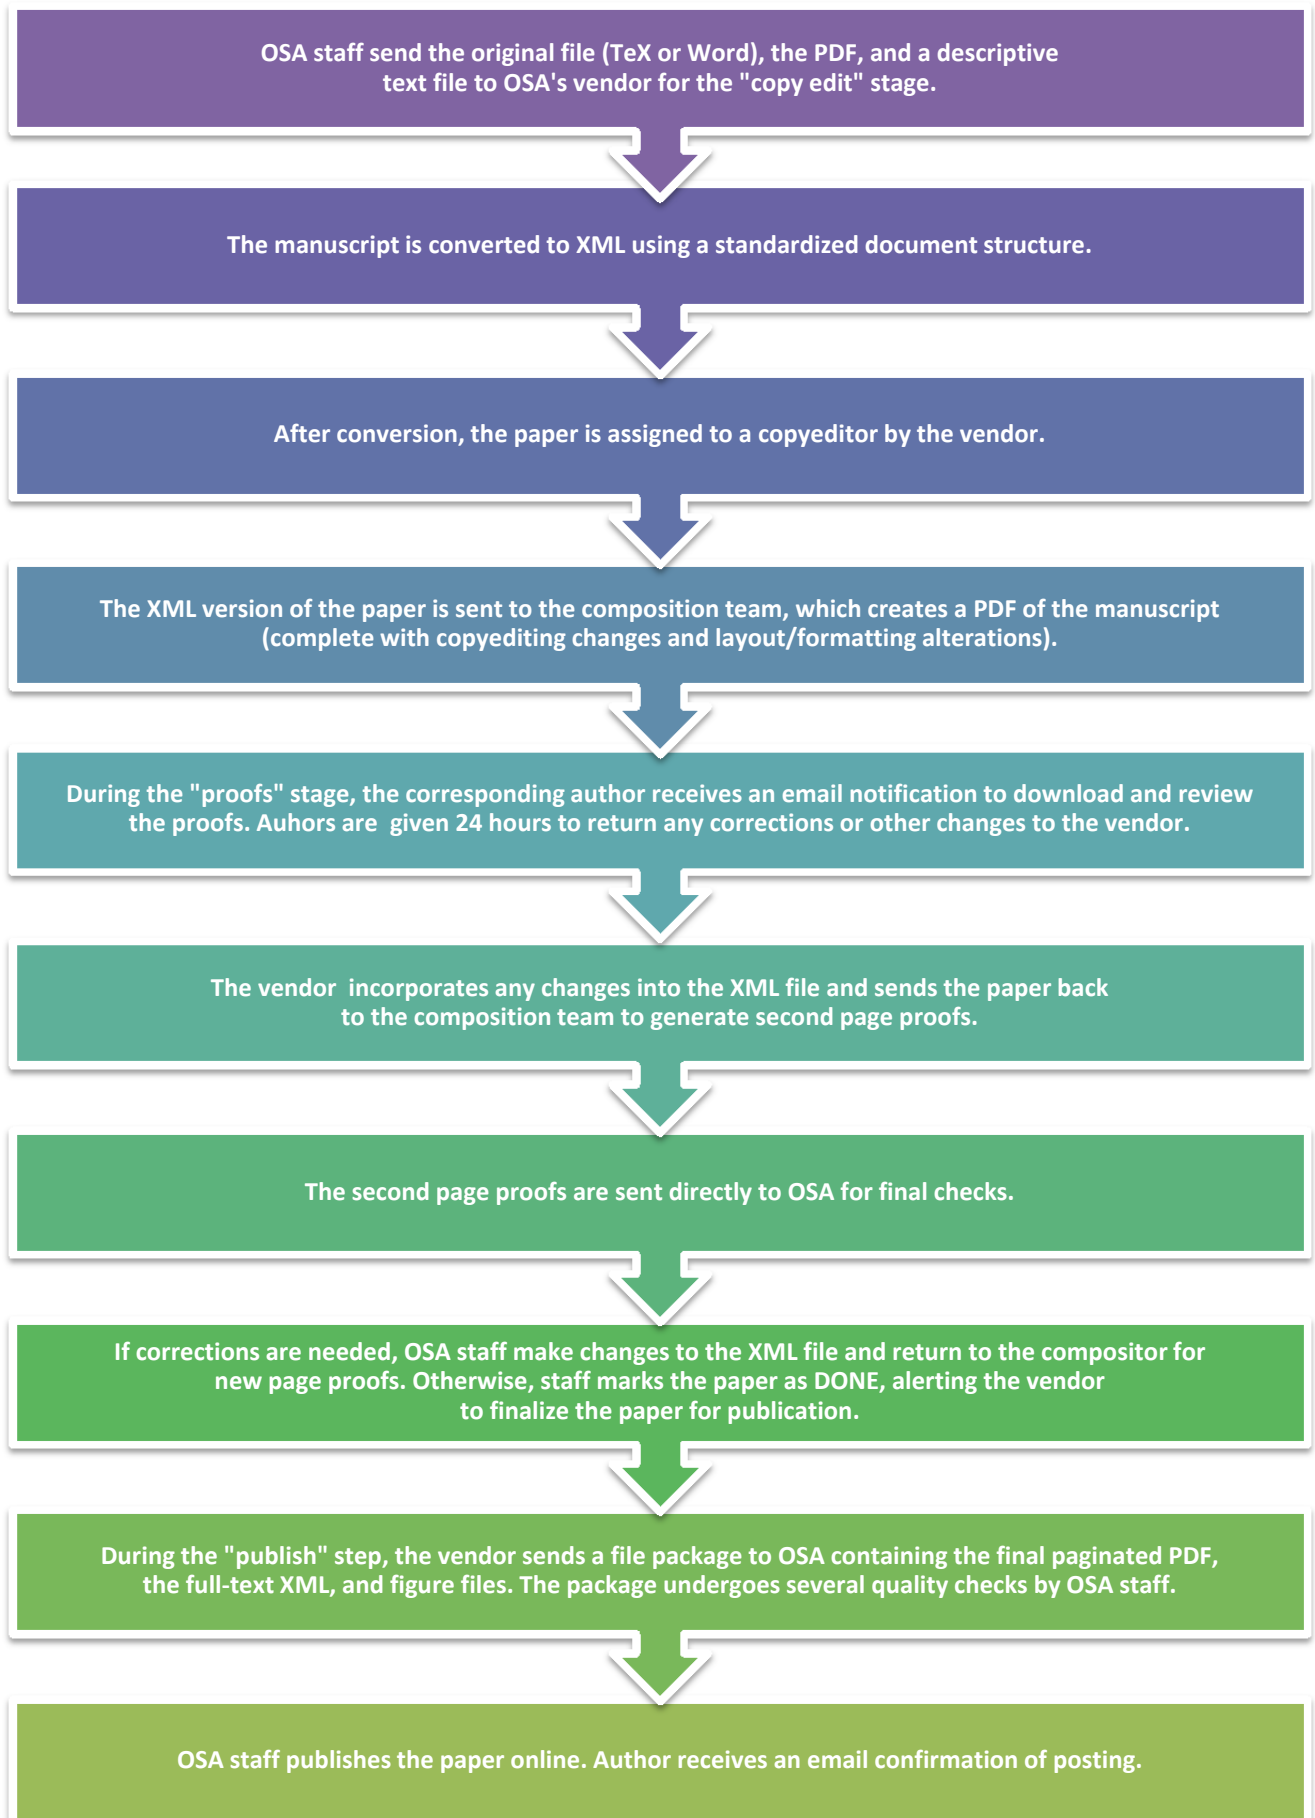 OSA staff send the original file (TeX or Word), the PDF, and a descriptive
text file to OSA's vendor for the "copy edit" stage.
The manuscript is converted to XML using a standardized document structure.
After conversion, the paper is assigned to a copyeditor by the vendor.
The XML version of the paper is sent to the composition team, which creates a PDF of the manuscript
(complete with copyediting changes and layout/formatting alterations).
During the "proofs" stage, the corresponding author receives an email notification to download and review
the proofs. Auhors are  given 24 hours to return any corrections or other changes to the vendor.
The vendor  incorporates any changes into the XML file and sends the paper back
to the composition team to generate second page proofs.
The second page proofs are sent directly to OSA for final checks.
If corrections are needed, OSA staff make changes to the XML file and return to the compositor for
new page proofs. Otherwise, staff marks the paper as DONE, alerting the vendor
to finalize the paper for publication.
During the "publish" step, the vendor sends a file package to OSA containing the final paginated PDF,
the full-text XML, and figure files. The package undergoes several quality checks by OSA staff.
OSA staff publishes the paper online. Author receives an email confirmation of posting.